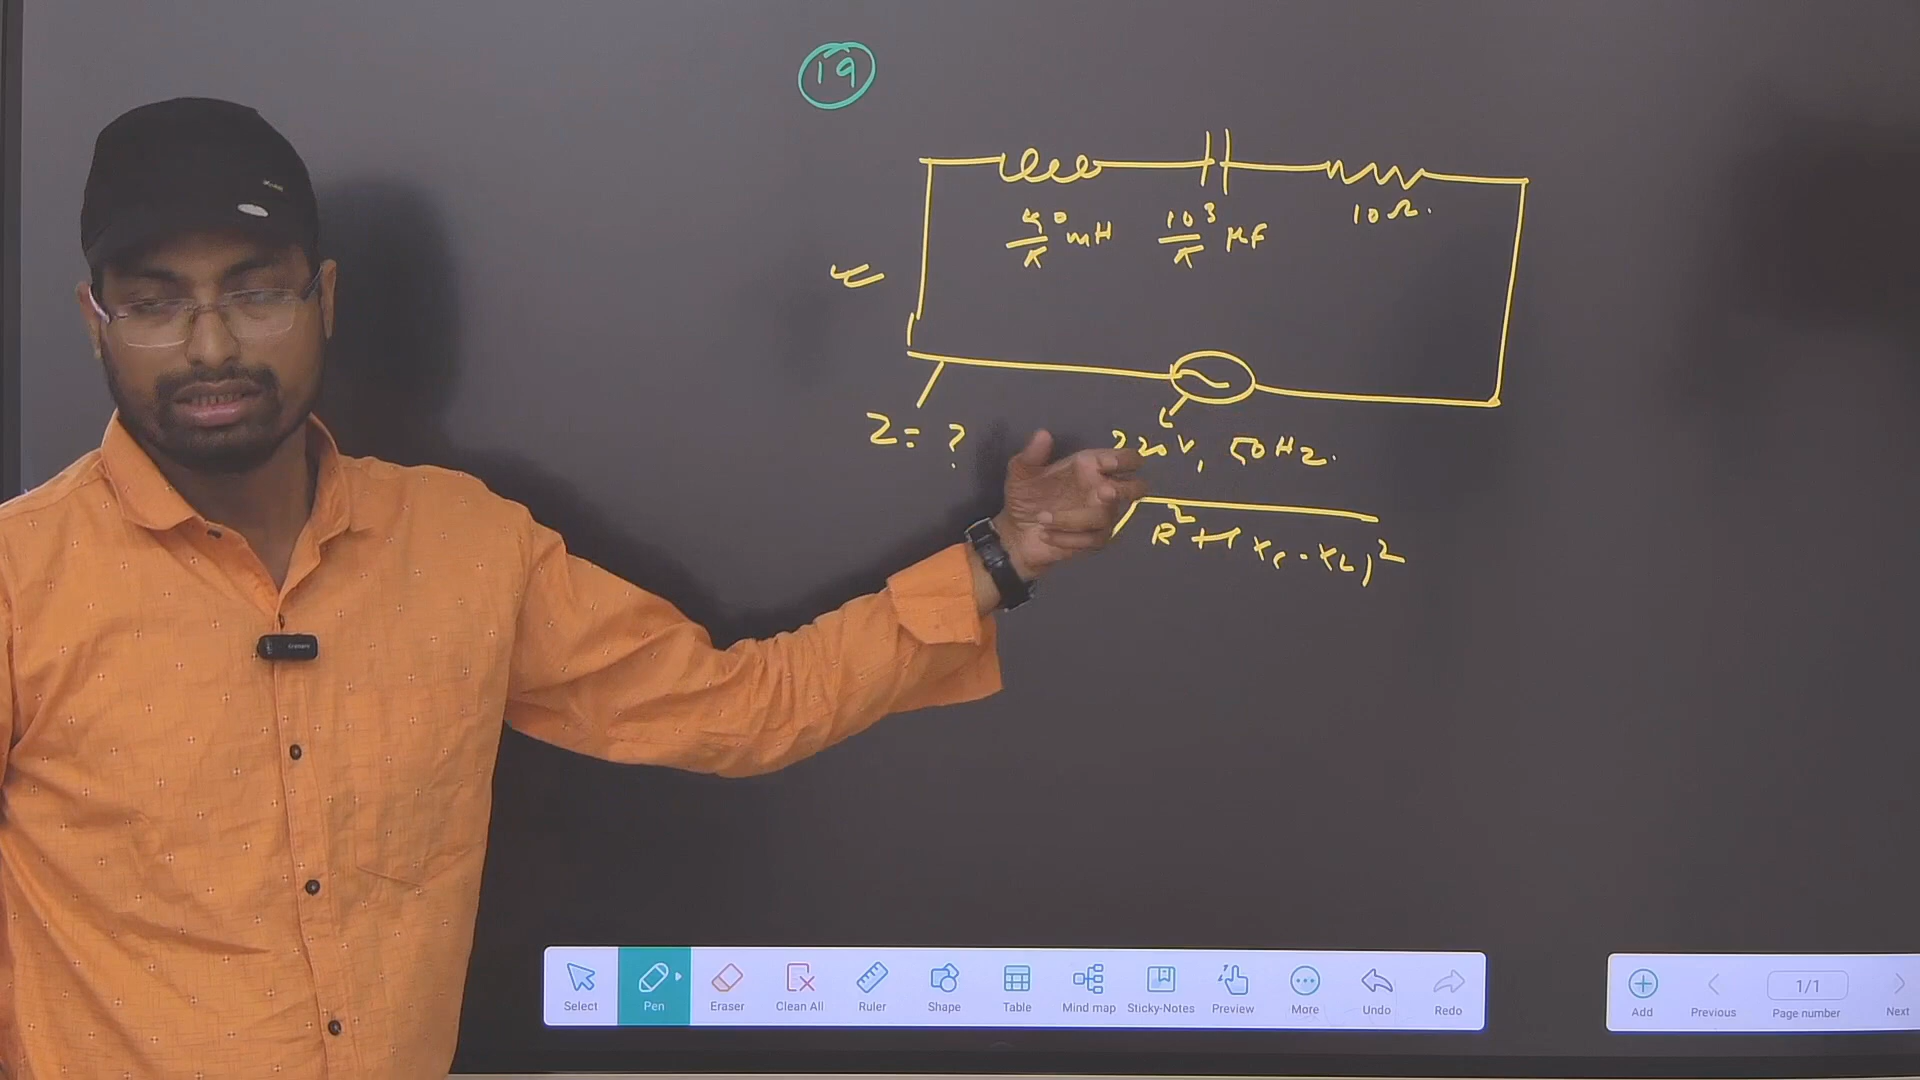 19
90/π mH 10³/π μF 10Ω.
Z = ?
220V, 50Hz.
√R²+(Xc - XL)²
Select Pen Eraser Clean All Ruler Shape Table Mind map Sticky-Notes Preview More Undo Redo
Add Previous 1/1 Page number Next